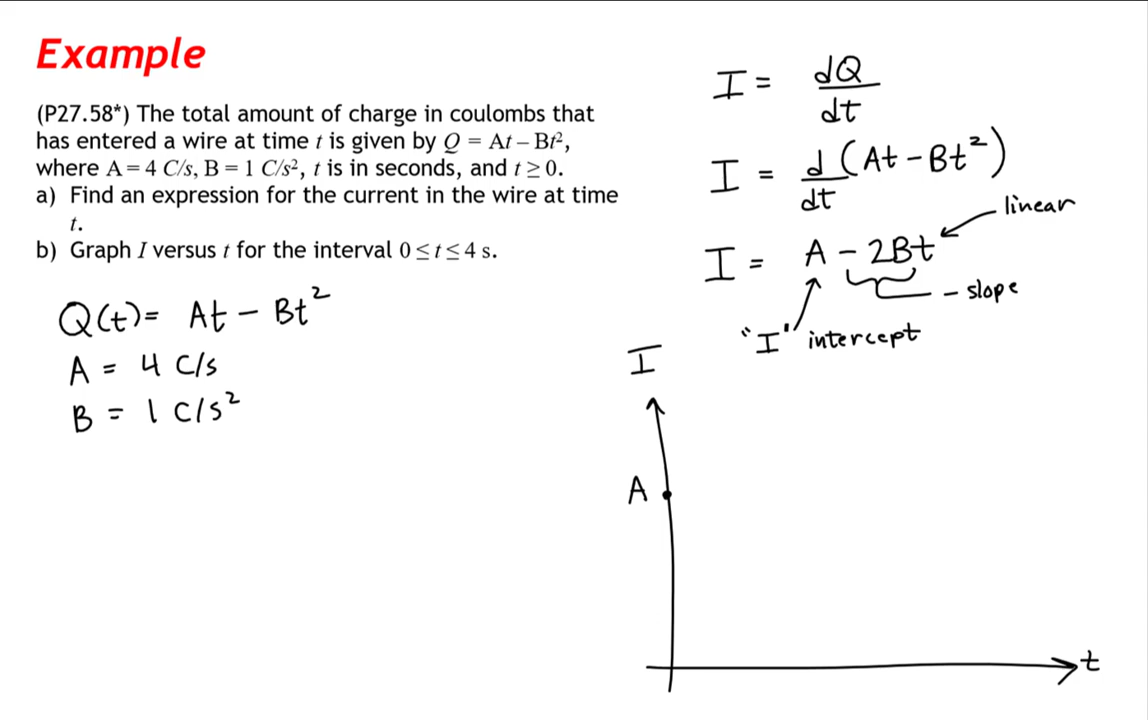 Example
(P27.58*) The total amount of charge in coulombs that
has entered a wire at time t is given by Q = At – Bt²,
where A = 4 C/s, B = 1 C/s², t is in seconds, and t ≥ 0.
a) Find an expression for the current in the wire at time
t.
b) Graph I versus t for the interval 0 ≤ t ≤ 4 s.
Q(t) = At – Bt²
A = 4 C/s
B = 1 C/s²
I = dQ/dt
I = d/dt (At – Bt²)
linear
I = A – 2Bt
– slope
"I" intercept
I
A
t